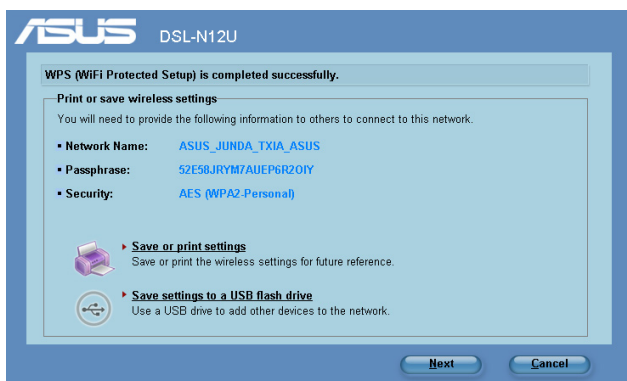 ASUS DSL-N12U
WPS (WiFi Protected Setup) is completed successfully.
Print or save wireless settings
You will need to provide the following information to others to connect to this network.
▪ Network Name: ASUS_JUNDA_TXIA_ASUS
▪ Passphrase: 52E58JRYM7AUEP6R2OIY
▪ Security: AES (WPA2-Personal)
Save or print settings
Save or print the wireless settings for future reference.
Save settings to a USB flash drive
Use a USB drive to add other devices to the network.
Next Cancel